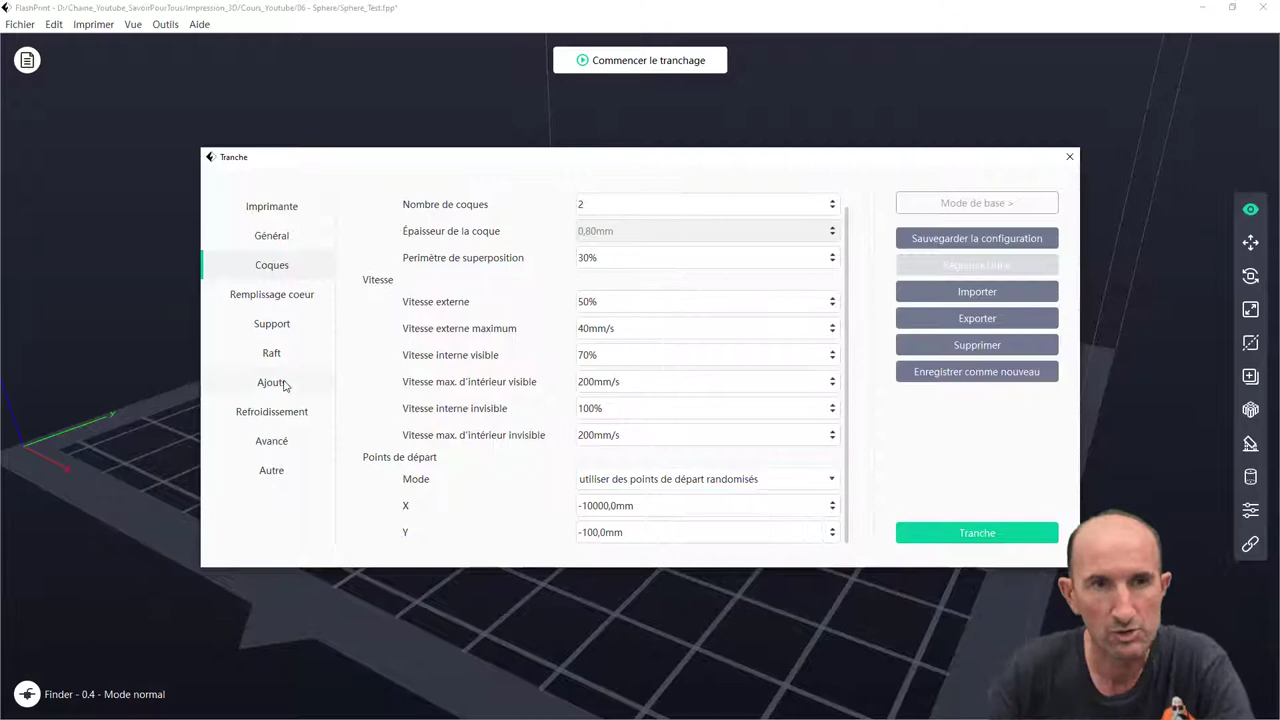 FlashPrint - D:/Chaine_Youtube_SavoirPourTous/Impression_3D/Cours_Youtube/06 - Sphere/Sphere_Test.fpp*
Fichier Edit Imprimer Vue Outils Aide
Commencer le tranchage
Tranche
Imprimante
Général
Coques
Remplissage coeur
Support
Raft
Ajouts
Refroidissement
Avancé
Autre
Nombre de coques 2
Épaisseur de la coque 0,80mm
Perimètre de superposition 30%
Vitesse
Vitesse externe 50%
Vitesse externe maximum 40mm/s
Vitesse interne visible 70%
Vitesse max. d'intérieur visible 200mm/s
Vitesse interne invisible 100%
Vitesse max. d'intérieur invisible 200mm/s
Points de départ
Mode utiliser des points de départ randomisés
X -10000,0mm
Y -100,0mm
Mode de base >
Sauvegarder la configuration
Importer
Exporter
Supprimer
Enregistrer comme nouveau
Tranche
y
Finder - 0.4 - Mode normal